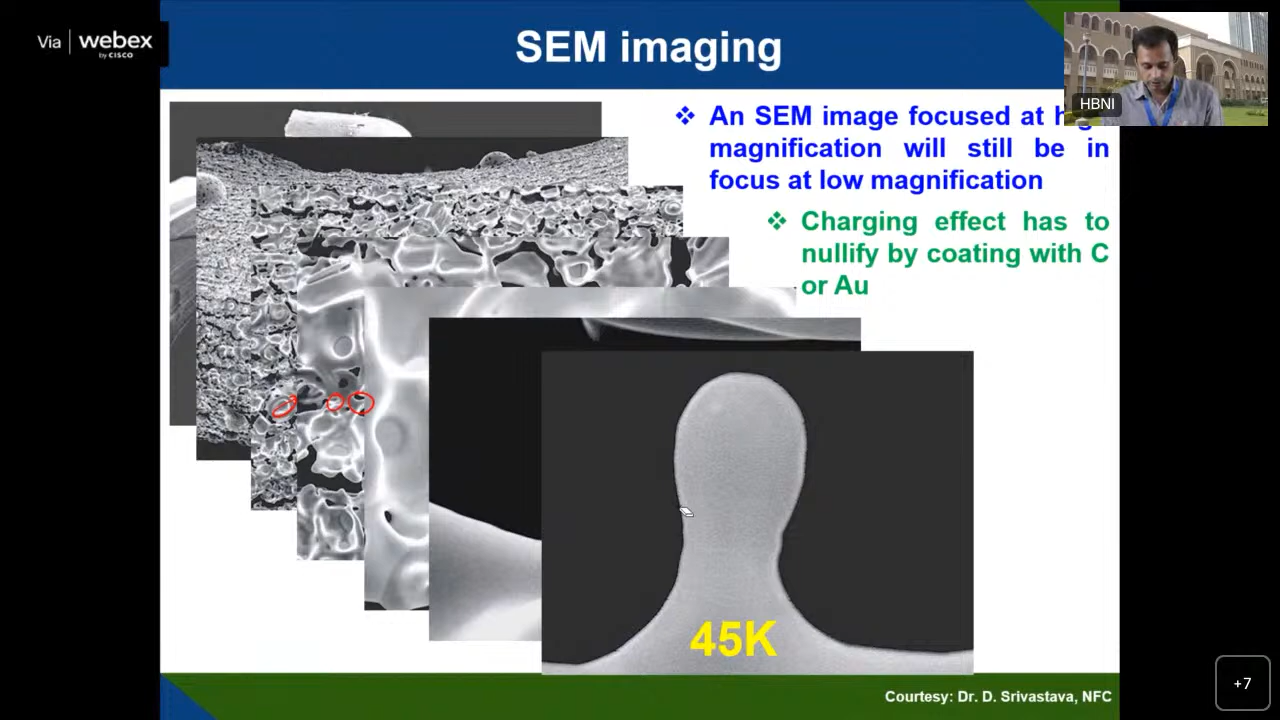 Via webex
by CISCO
SEM imaging
HBNI
❖ An SEM image focused at
magnification will still be in
focus at low magnification
❖ Charging effect has to
nullify by coating with C
or Au
45K
Courtesy: Dr. D. Srivastava, NFC
+7